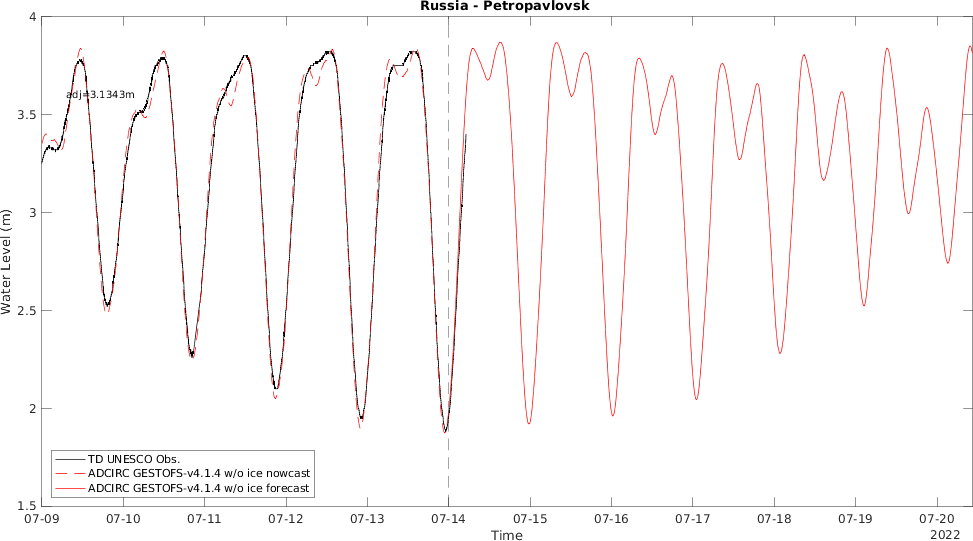 Russia - Petropavlovsk
4
3.5
3
2.5
2
1.5
Water Level (m)
adj=3.1343m
TD UNESCO Obs.
ADCIRC GESTOFS-v4.1.4 w/o ice nowcast
ADCIRC GESTOFS-v4.1.4 w/o ice forecast
07-09 07-10 07-11 07-12 07-13 07-14 07-15 07-16 07-17 07-18 07-19 07-20
Time
2022